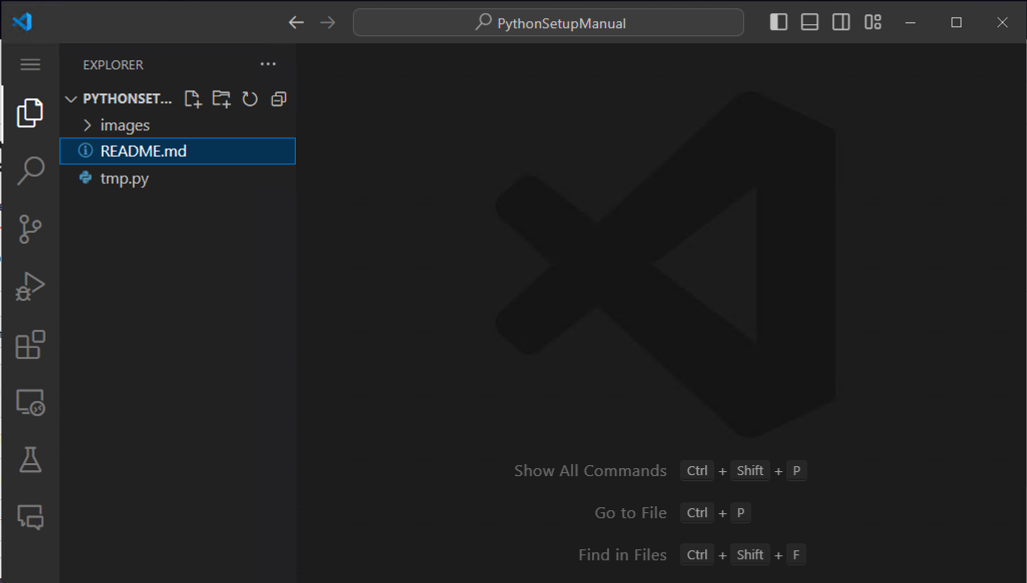 PythonSetupManual
EXPLORER
PYTHONSET...
images
README.md
tmp.py
Show All Commands Ctrl + Shift + P
Go to File Ctrl + P
Find in Files Ctrl + Shift + F